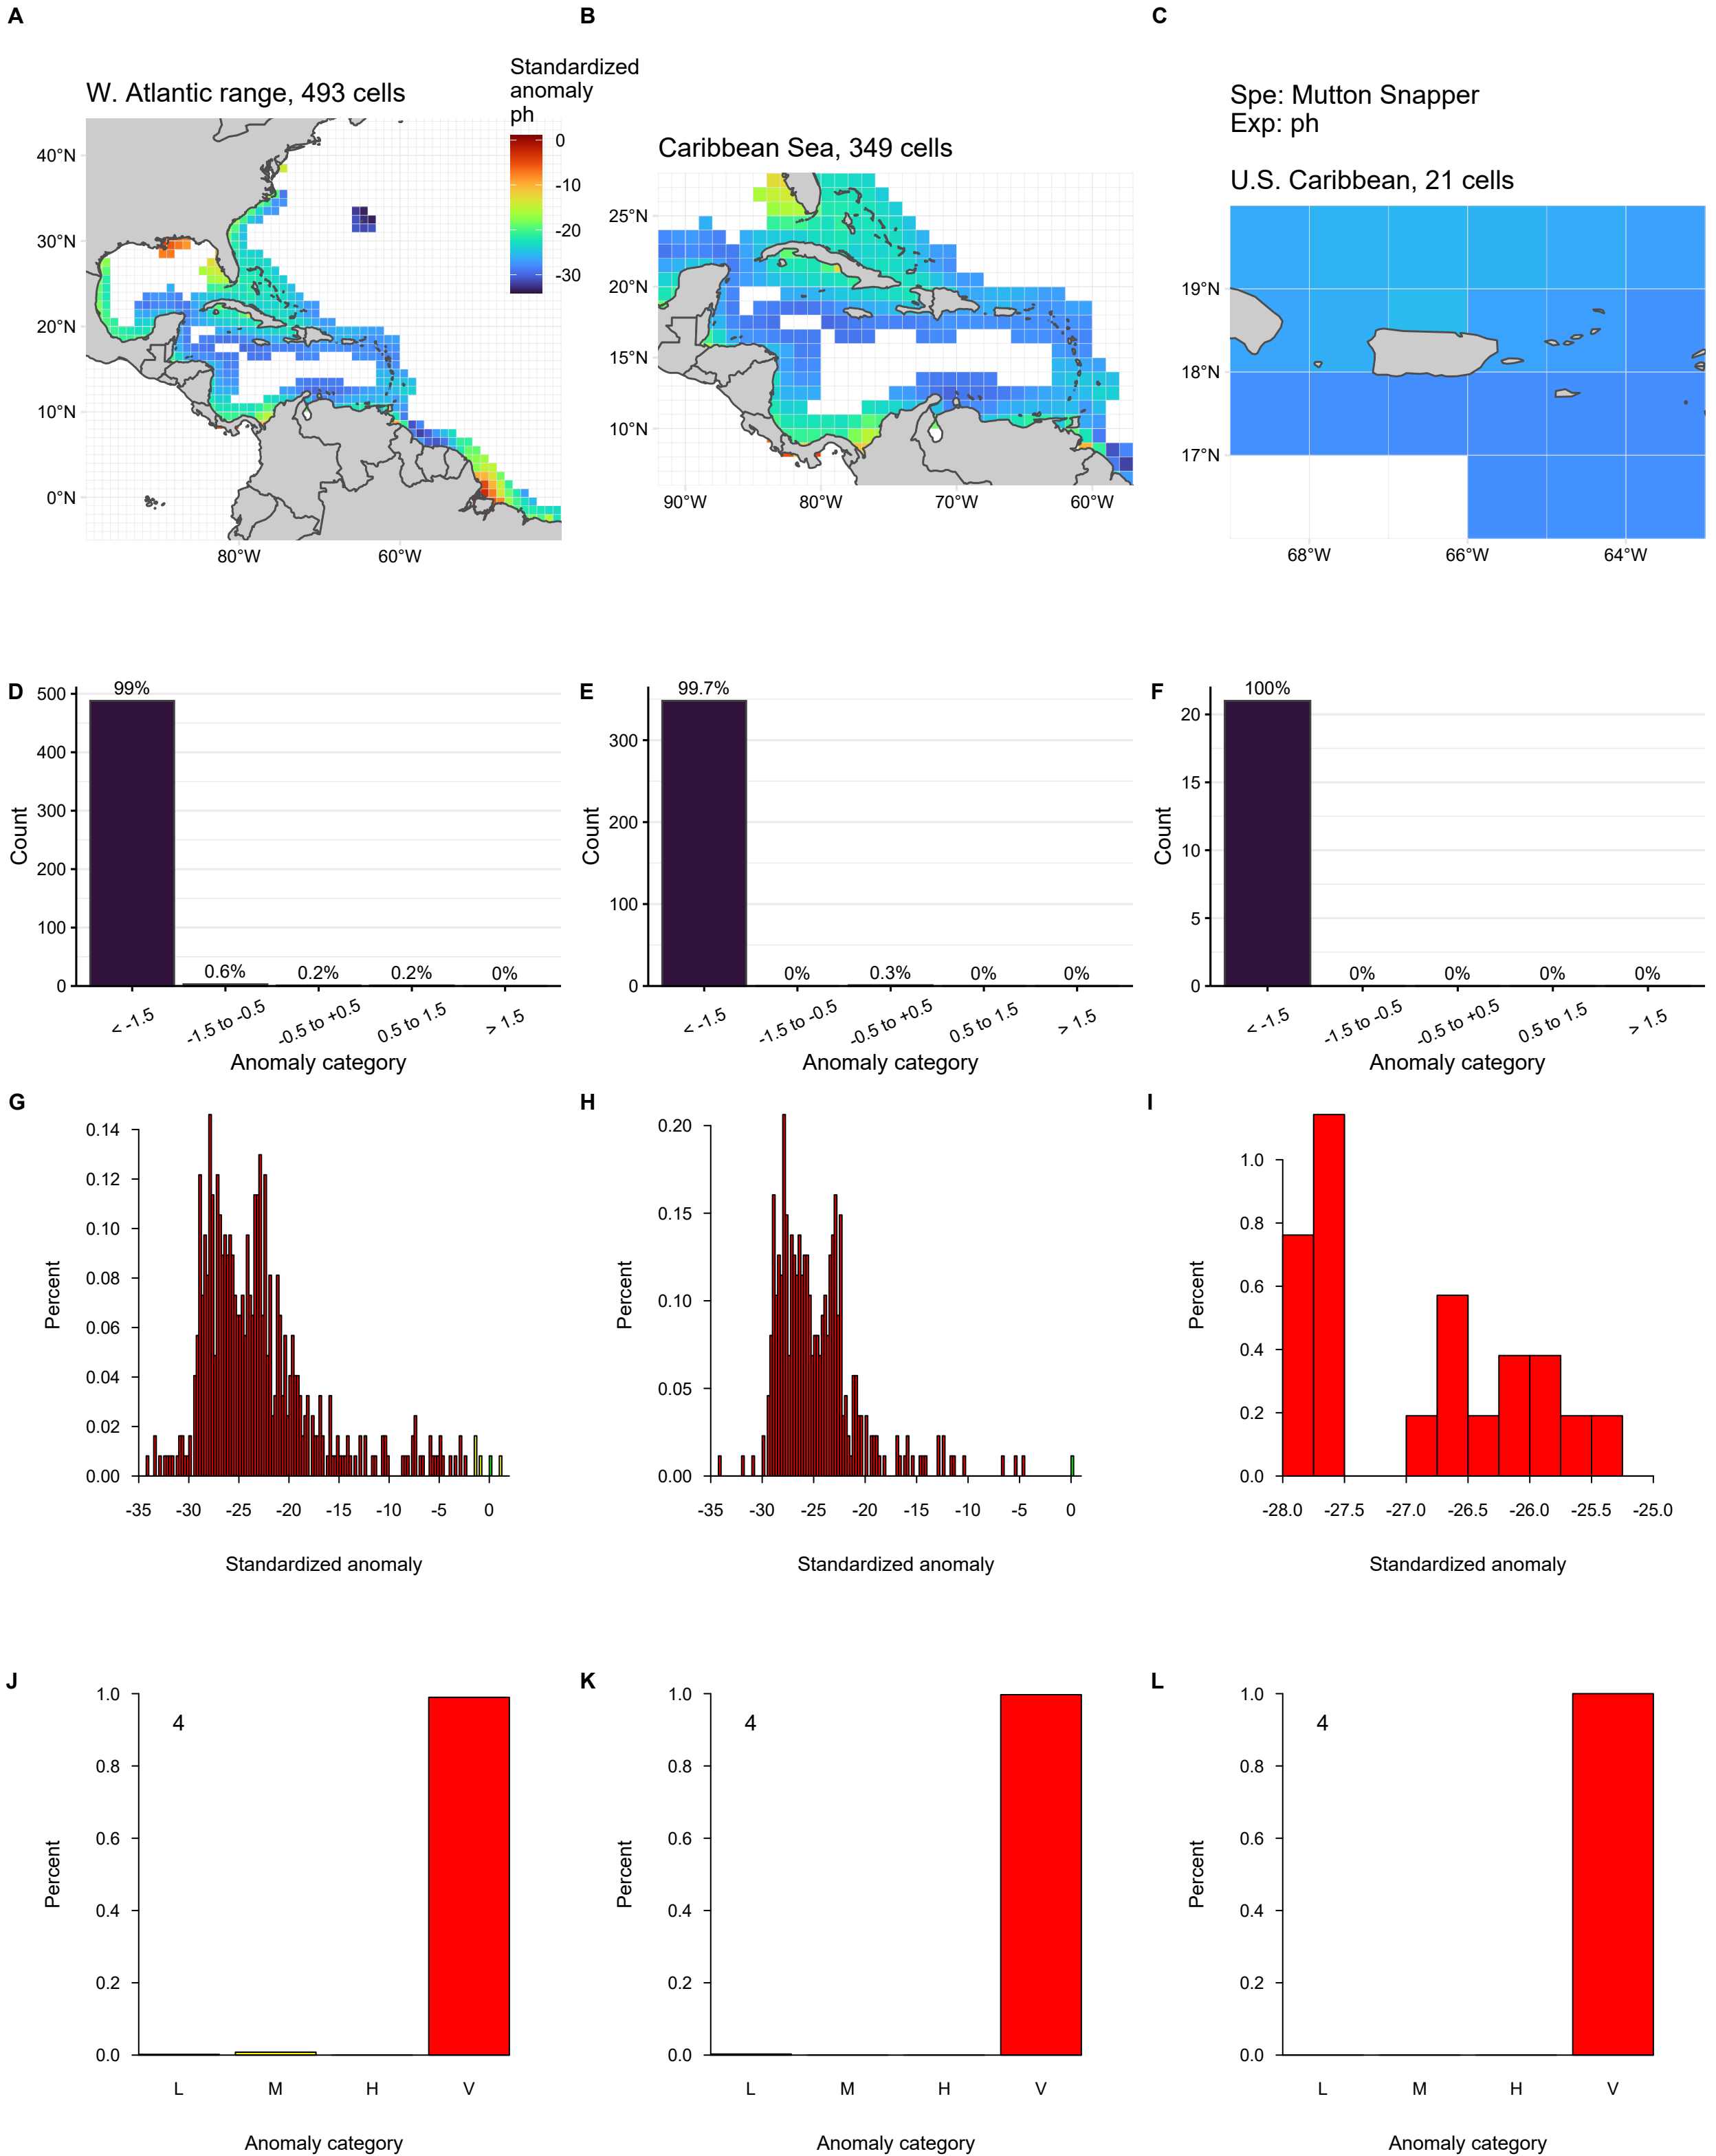 A
B
C
Standardized
anomaly
ph
W. Atlantic range, 493 cells
0
-10
-20
-30
40°N
30°N
20°N
10°N
0°N
80°W
60°W
Caribbean Sea, 349 cells
25°N
20°N
15°N
10°N
90°W
80°W
70°W
60°W
Spe: Mutton Snapper
Exp: ph
U.S. Caribbean, 21 cells
19°N
18°N
17°N
68°W
66°W
64°W
D
99%
0.6%
0.2%
0.2%
0%
500
400
300
200
100
0
Count
< -1.5
-1.5 to -0.5
-0.5 to +0.5
0.5 to 1.5
> 1.5
Anomaly category
E
99.7%
0%
0.3%
0%
0%
300
200
100
0
Count
< -1.5
-1.5 to -0.5
-0.5 to +0.5
0.5 to 1.5
> 1.5
Anomaly category
F
100%
0%
0%
0%
0%
20
15
10
5
0
Count
< -1.5
-1.5 to -0.5
-0.5 to +0.5
0.5 to 1.5
> 1.5
Anomaly category
G
0.14
0.12
0.10
0.08
0.06
0.04
0.02
0.00
Percent
-35
-30
-25
-20
-15
-10
-5
0
Standardized anomaly
H
0.20
0.15
0.10
0.05
0.00
Percent
-35
-30
-25
-20
-15
-10
-5
0
Standardized anomaly
I
1.0
0.8
0.6
0.4
0.2
0.0
Percent
-28.0
-27.5
-27.0
-26.5
-26.0
-25.5
-25.0
Standardized anomaly
J
4
1.0
0.8
0.6
0.4
0.2
0.0
Percent
L
M
H
V
Anomaly category
K
4
1.0
0.8
0.6
0.4
0.2
0.0
Percent
L
M
H
V
Anomaly category
L
4
1.0
0.8
0.6
0.4
0.2
0.0
Percent
L
M
H
V
Anomaly category